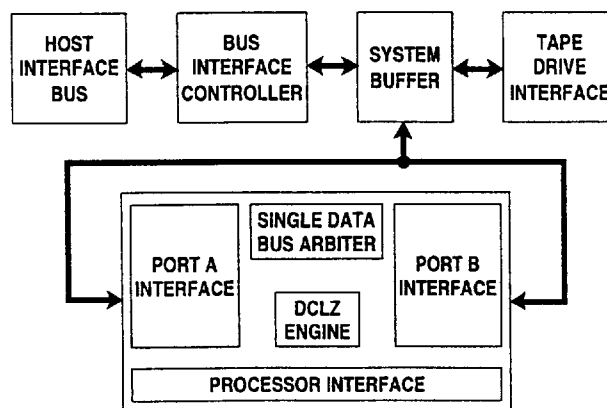 HOST
INTERFACE
BUS
BUS
INTERFACE
CONTROLLER
SYSTEM
BUFFER
TAPE
DRIVE
INTERFACE
PORT A
INTERFACE
SINGLE DATA
BUS ARBITER
DCLZ
ENGINE
PORT B
INTERFACE
PROCESSOR INTERFACE